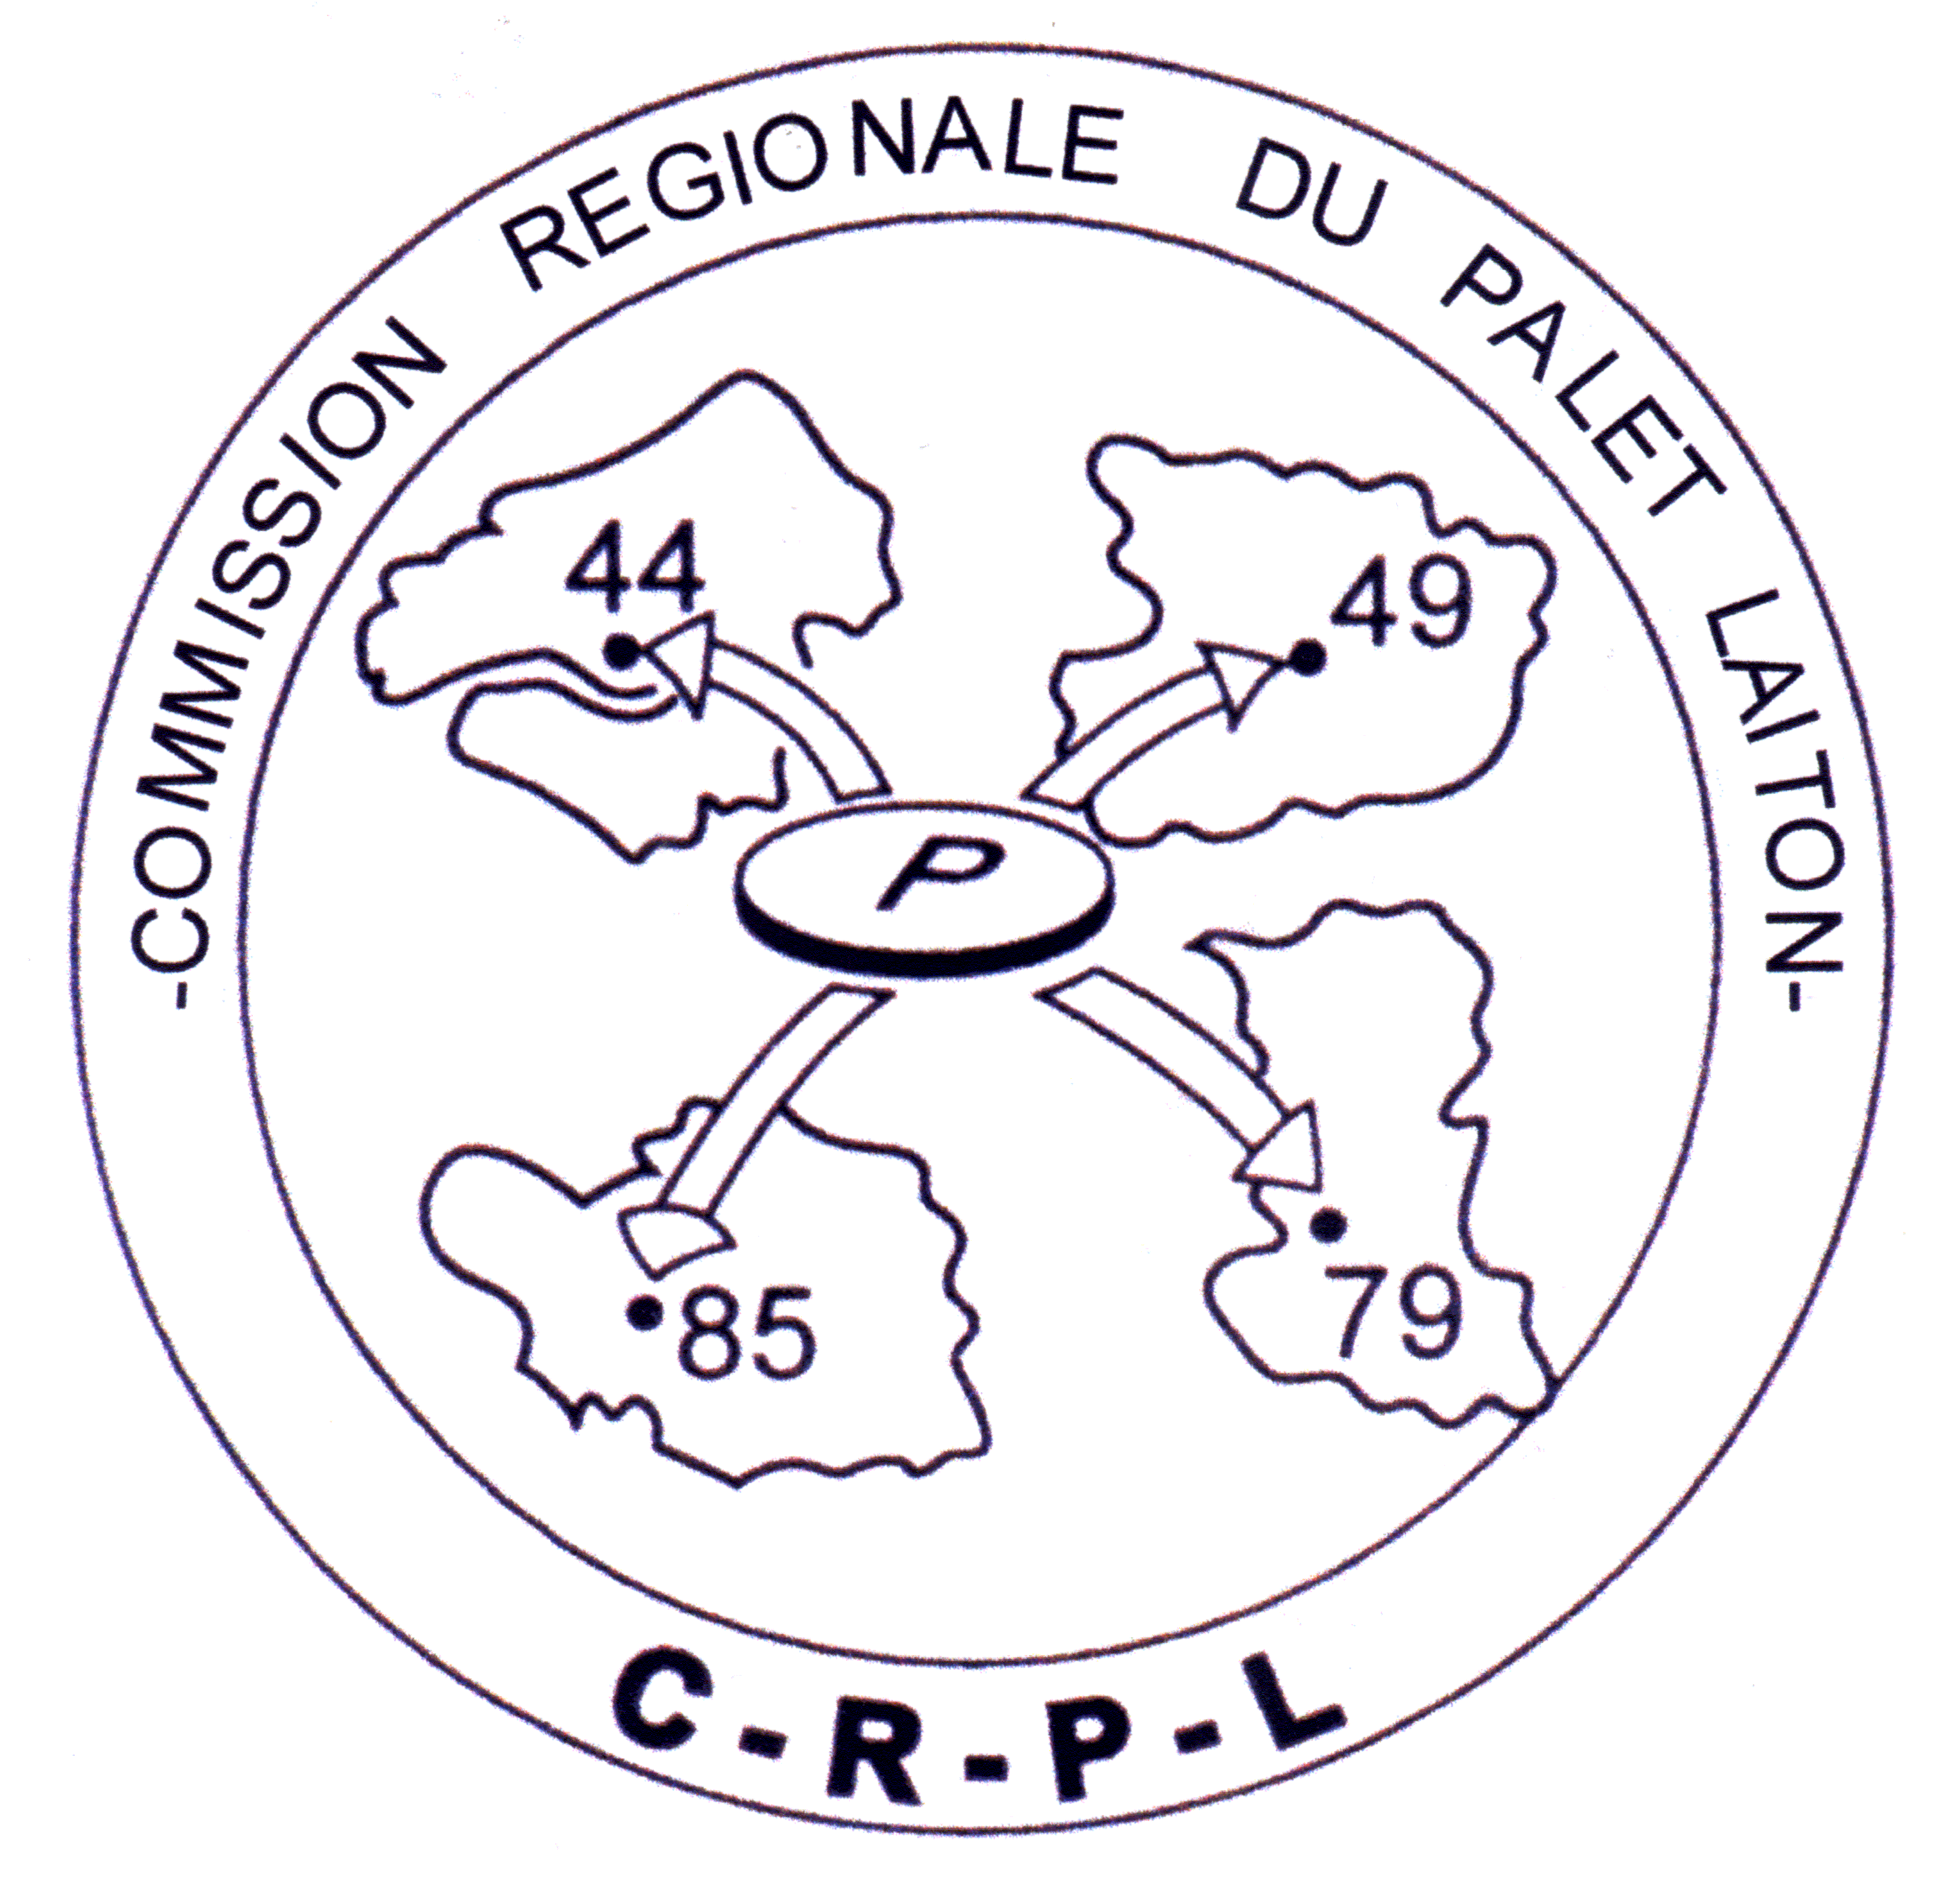 -COMMISSION REGIONALE DU PALET LAITON-
44
49
P
85
79
C-R-P-L